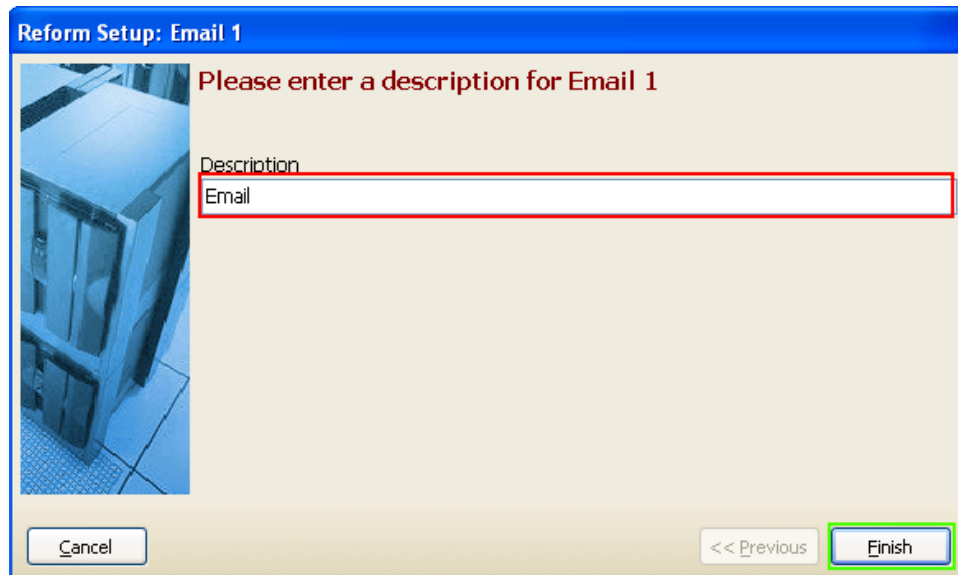 Reform Setup: Email 1
Please enter a description for Email 1
Description
Email
Cancel
<< Previous
Finish